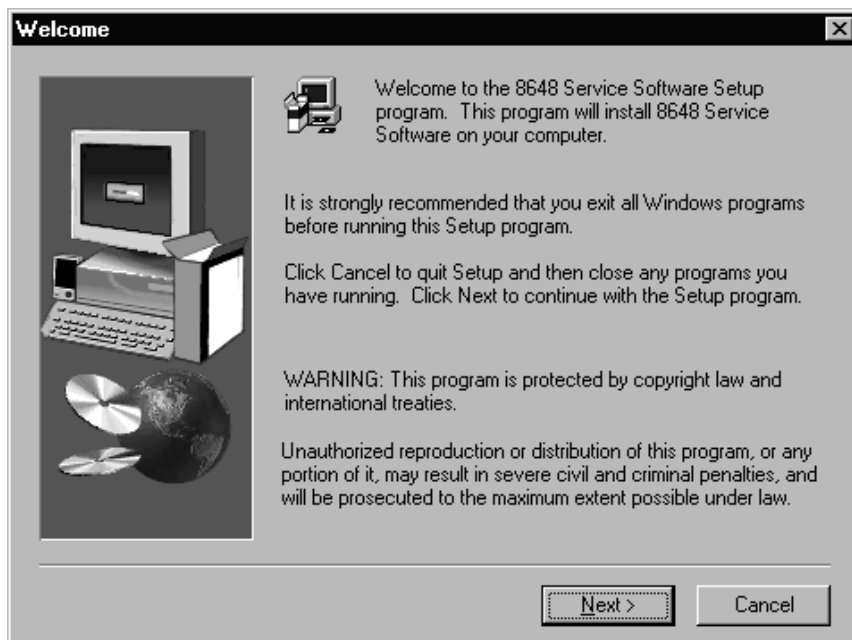 Welcome
Welcome to the 8648 Service Software Setup
program.  This program will install 8648 Service
Software on your computer.
It is strongly recommended that you exit all Windows programs
before running this Setup program.
Click Cancel to quit Setup and then close any programs you
have running.  Click Next to continue with the Setup program.
WARNING: This program is protected by copyright law and
international treaties.
Unauthorized reproduction or distribution of this program, or any
portion of it, may result in severe civil and criminal penalties, and
will be prosecuted to the maximum extent possible under law.
Next >
Cancel